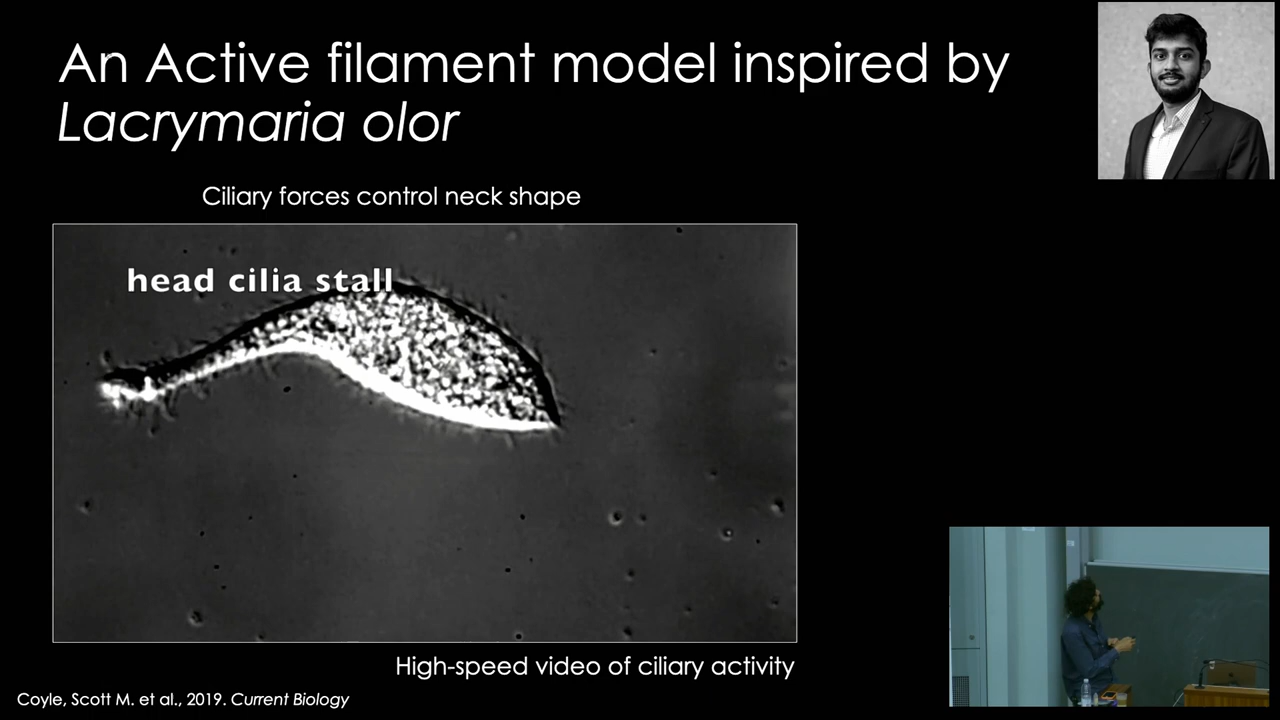 An Active filament model inspired by
Lacrymaria olor
Ciliary forces control neck shape
head cilia stall
High-speed video of ciliary activity
Coyle, Scott M. et al., 2019. Current Biology